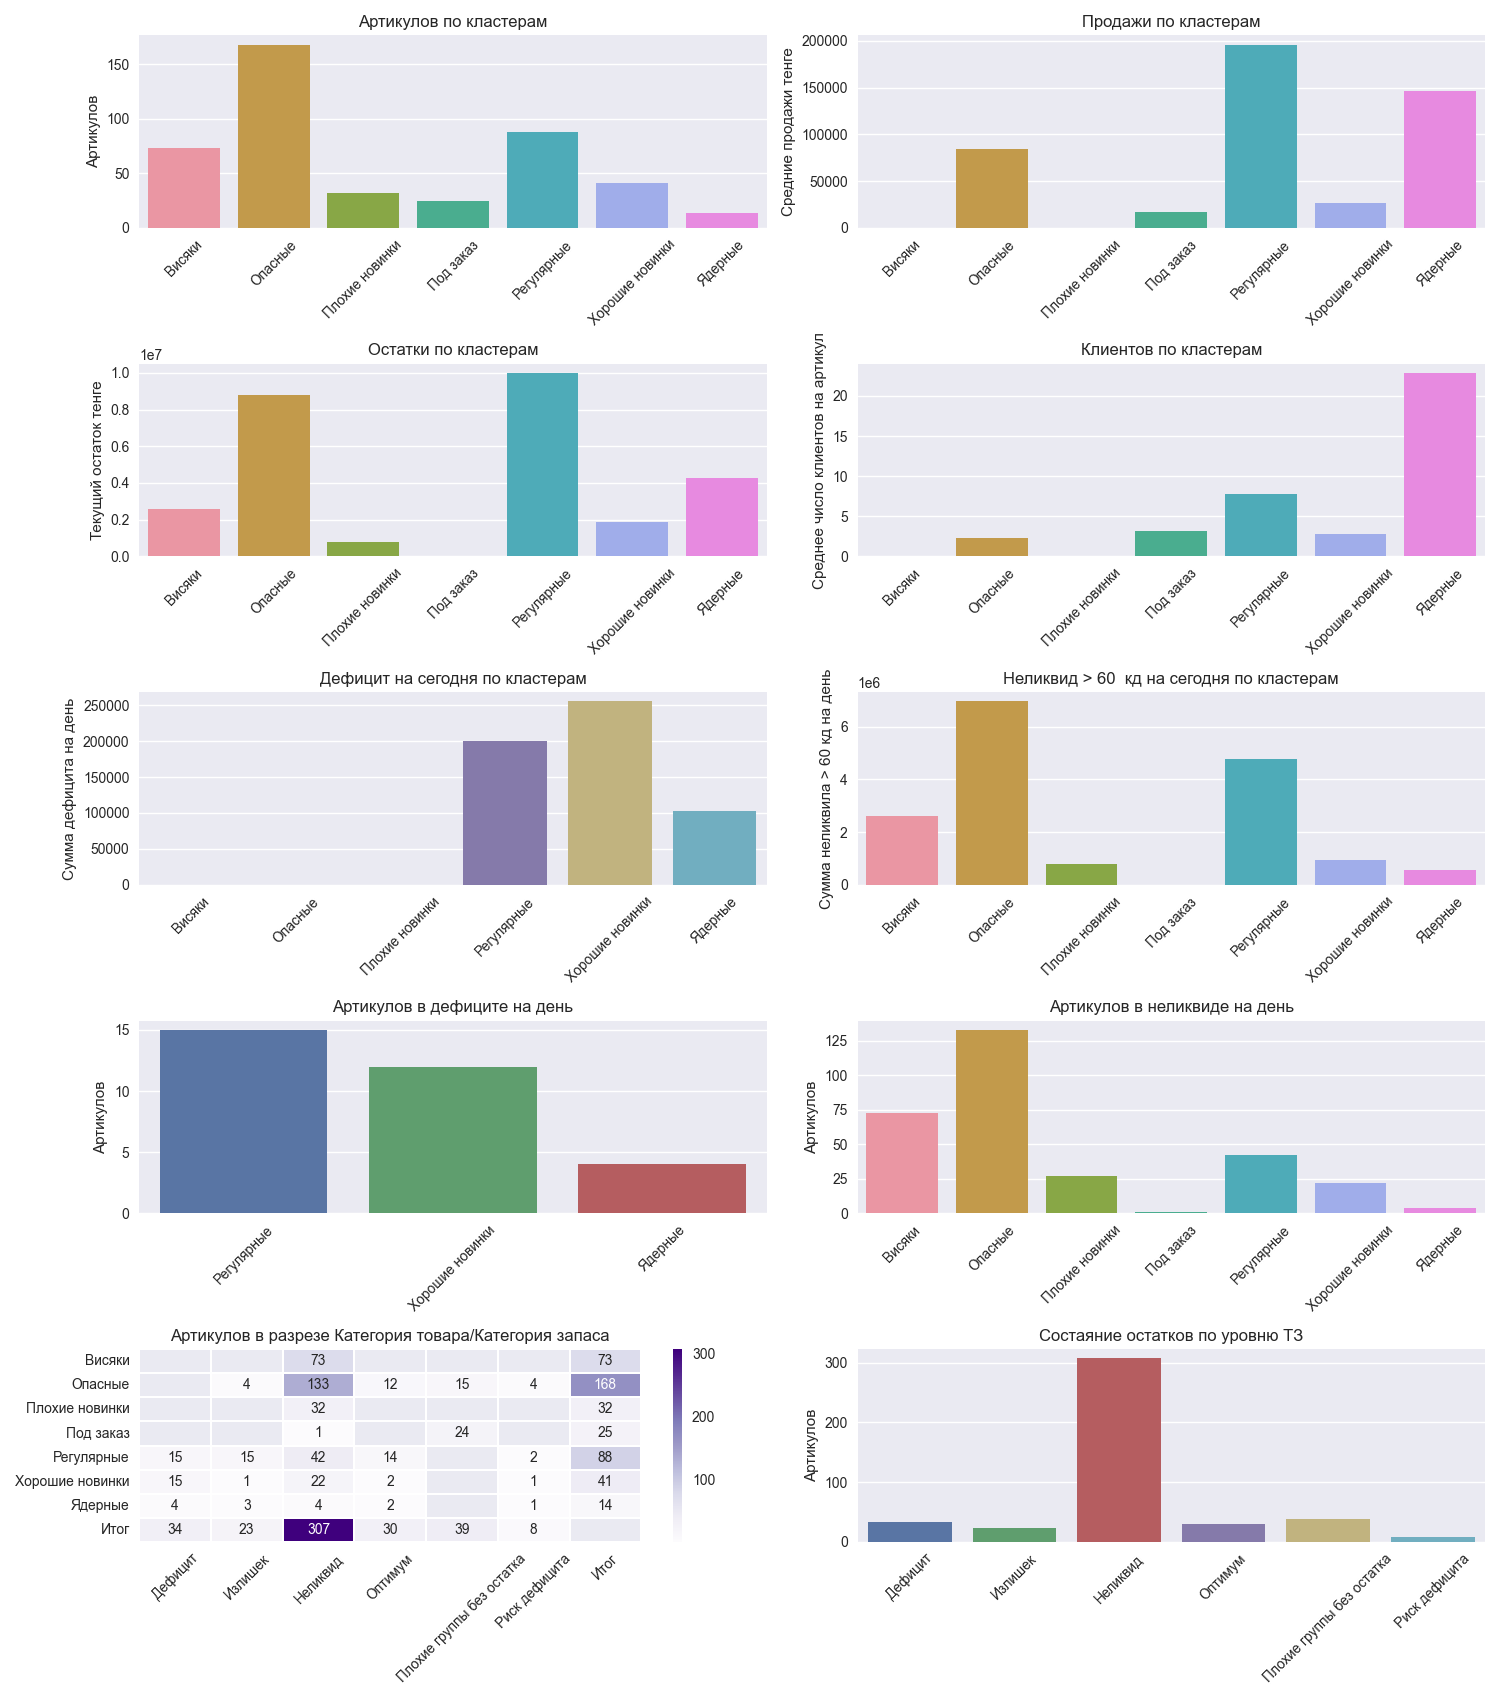 Артикулов по кластерам
Артикулов
150
100
50
0
Висяки
Опасные
Плохие новинки
Под заказ
Регулярные
Хорошие новинки
Ядерные
Продажи по кластерам
Средние продажи тенге
200000
150000
100000
50000
0
Висяки
Опасные
Плохие новинки
Под заказ
Регулярные
Хорошие новинки
Ядерные
Остатки по кластерам
1e7
Текущий остаток тенге
1.0
0.8
0.6
0.4
0.2
0.0
Висяки
Опасные
Плохие новинки
Под заказ
Регулярные
Хорошие новинки
Ядерные
Клиентов по кластерам
Среднее число клиентов на артикул
20
15
10
5
0
Висяки
Опасные
Плохие новинки
Под заказ
Регулярные
Хорошие новинки
Ядерные
Дефицит на сегодня по кластерам
Сумма дефицита на день
250000
200000
150000
100000
50000
0
Висяки
Опасные
Плохие новинки
Регулярные
Хорошие новинки
Ядерные
Неликвид > 60  кд на сегодня по кластерам
1e6
Сумма неликвила > 60 кд на день
6
4
2
0
Висяки
Опасные
Плохие новинки
Под заказ
Регулярные
Хорошие новинки
Ядерные
Артикулов в дефиците на день
Артикулов
15
10
5
0
Регулярные
Хорошие новинки
Ядерные
Артикулов в неликвиде на день
Артикулов
125
100
75
50
25
0
Висяки
Опасные
Плохие новинки
Под заказ
Регулярные
Хорошие новинки
Ядерные
Артикулов в разрезе Категория товара/Категория запаса
Висяки 73 73
Опасные 4 133 12 15 4 168
Плохие новинки 32 32
Под заказ 1 24 25
Регулярные 15 15 42 14 2 88
Хорошие новинки 15 1 22 2 1 41
Ядерные 4 3 4 2 1 14
Итог 34 23 307 30 39 8
Дефицит
Излишек
Неликвид
Оптимум
Плохие группы без остатка
Риск дефицита
Итог
300
200
100
Состаяние остатков по уровню ТЗ
Артикулов
300
200
100
0
Дефицит
Излишек
Неликвид
Оптимум
Плохие группы без остатка
Риск дефицита